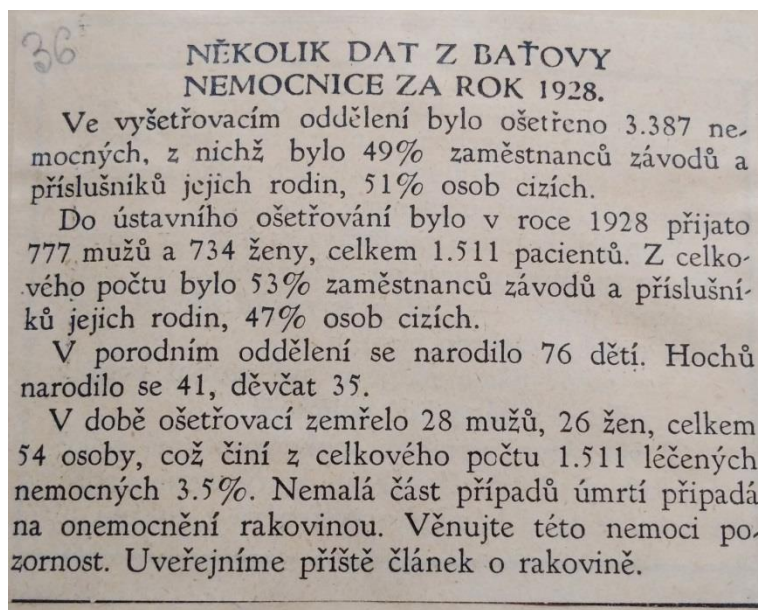 36
NĚKOLIK DAT Z BAŤOVY
NEMOCNICE ZA ROK 1928.
Ve vyšetřovacím oddělení bylo ošetřeno 3.387 ne-
mocných, z nichž bylo 49% zaměstnanců závodů a
příslušníků jejich rodin, 51% osob cizích.
Do ústavního ošetřování bylo v roce 1928 přijato
777 mužů a 734 ženy, celkem 1.511 pacientů. Z celko-
vého počtu bylo 53% zaměstnanců závodů a příslušní-
ků jejich rodin, 47% osob cizích.
V porodním oddělení se narodilo 76 dětí. Hochů
narodilo se 41, děvčat 35.
V době ošetřovací zemřelo 28 mužů, 26 žen, celkem
54 osoby, což činí z celkového počtu 1.511 léčených
nemocných 3.5%. Nemalá část případů úmrtí připadá
na onemocnění rakovinou. Věnujte této nemoci po-
zornost. Uveřejníme příště článek o rakovině.